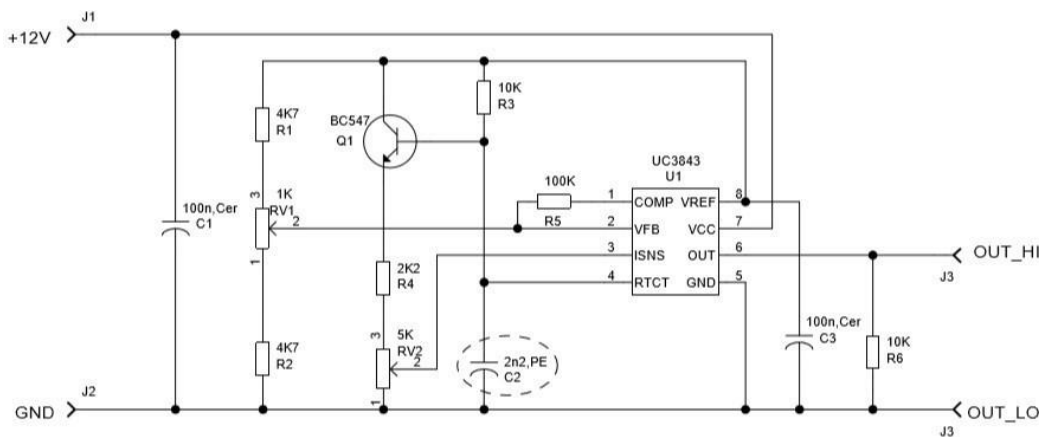 J1
+12V
10K
R3
4K7
R1
BC547
Q1
UC3843
U1
100K
R5
3
1K
RV1
2
1
100n,Cer
C1
1 COMP VREF 8
2 VFB VCC 7
3 ISNS OUT 6
4 RTCT GND 5
OUT_HI
J3
2K2
R4
3
5K
RV2
2
1
4K7
R2
2n2,PE
C2
100n,Cer
C3
10K
R6
J2
GND
OUT_LO
J3